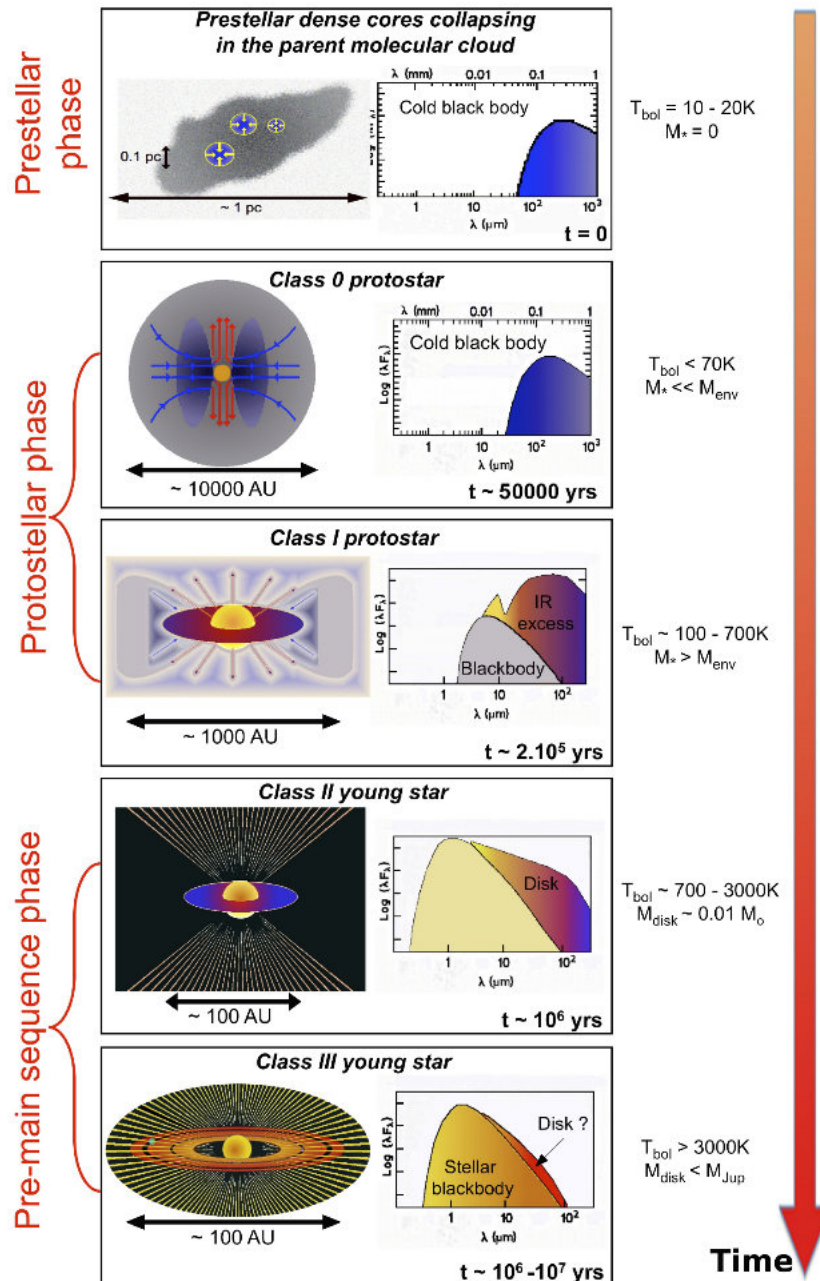 Prestellar dense cores collapsing
in the parent molecular cloud
Prestellar
phase
0.1 pc
~ 1 pc
λ (mm) 0.01 0.1 1
Cold black body
1 10 10² 10³
λ (μm)
t = 0
T_bol = 10 - 20K
M_* = 0
Protostellar phase
Class 0 protostar
~ 10000 AU
λ (mm) 0.01 0.1 1
Cold black body
Log (λF_λ)
1 10 10² 10³
λ (μm)
t ~ 50000 yrs
T_bol < 70K
M_* << M_env
Class I protostar
~ 1000 AU
Log (λF_λ)
IR
excess
Blackbody
1 10 10²
λ (μm)
t ~ 2.10⁵ yrs
T_bol ~ 100 - 700K
M_* > M_env
Pre-main sequence phase
Class II young star
~ 100 AU
Log (λF_λ)
Disk
1 10 10²
λ (μm)
t ~ 10⁶ yrs
T_bol ~ 700 - 3000K
M_disk ~ 0.01 M_o
Class III young star
~ 100 AU
Log (λF_λ)
Disk ?
Stellar
blackbody
1 10 10²
λ (μm)
t ~ 10⁶ -10⁷ yrs
T_bol > 3000K
M_disk < M_Jup
Time